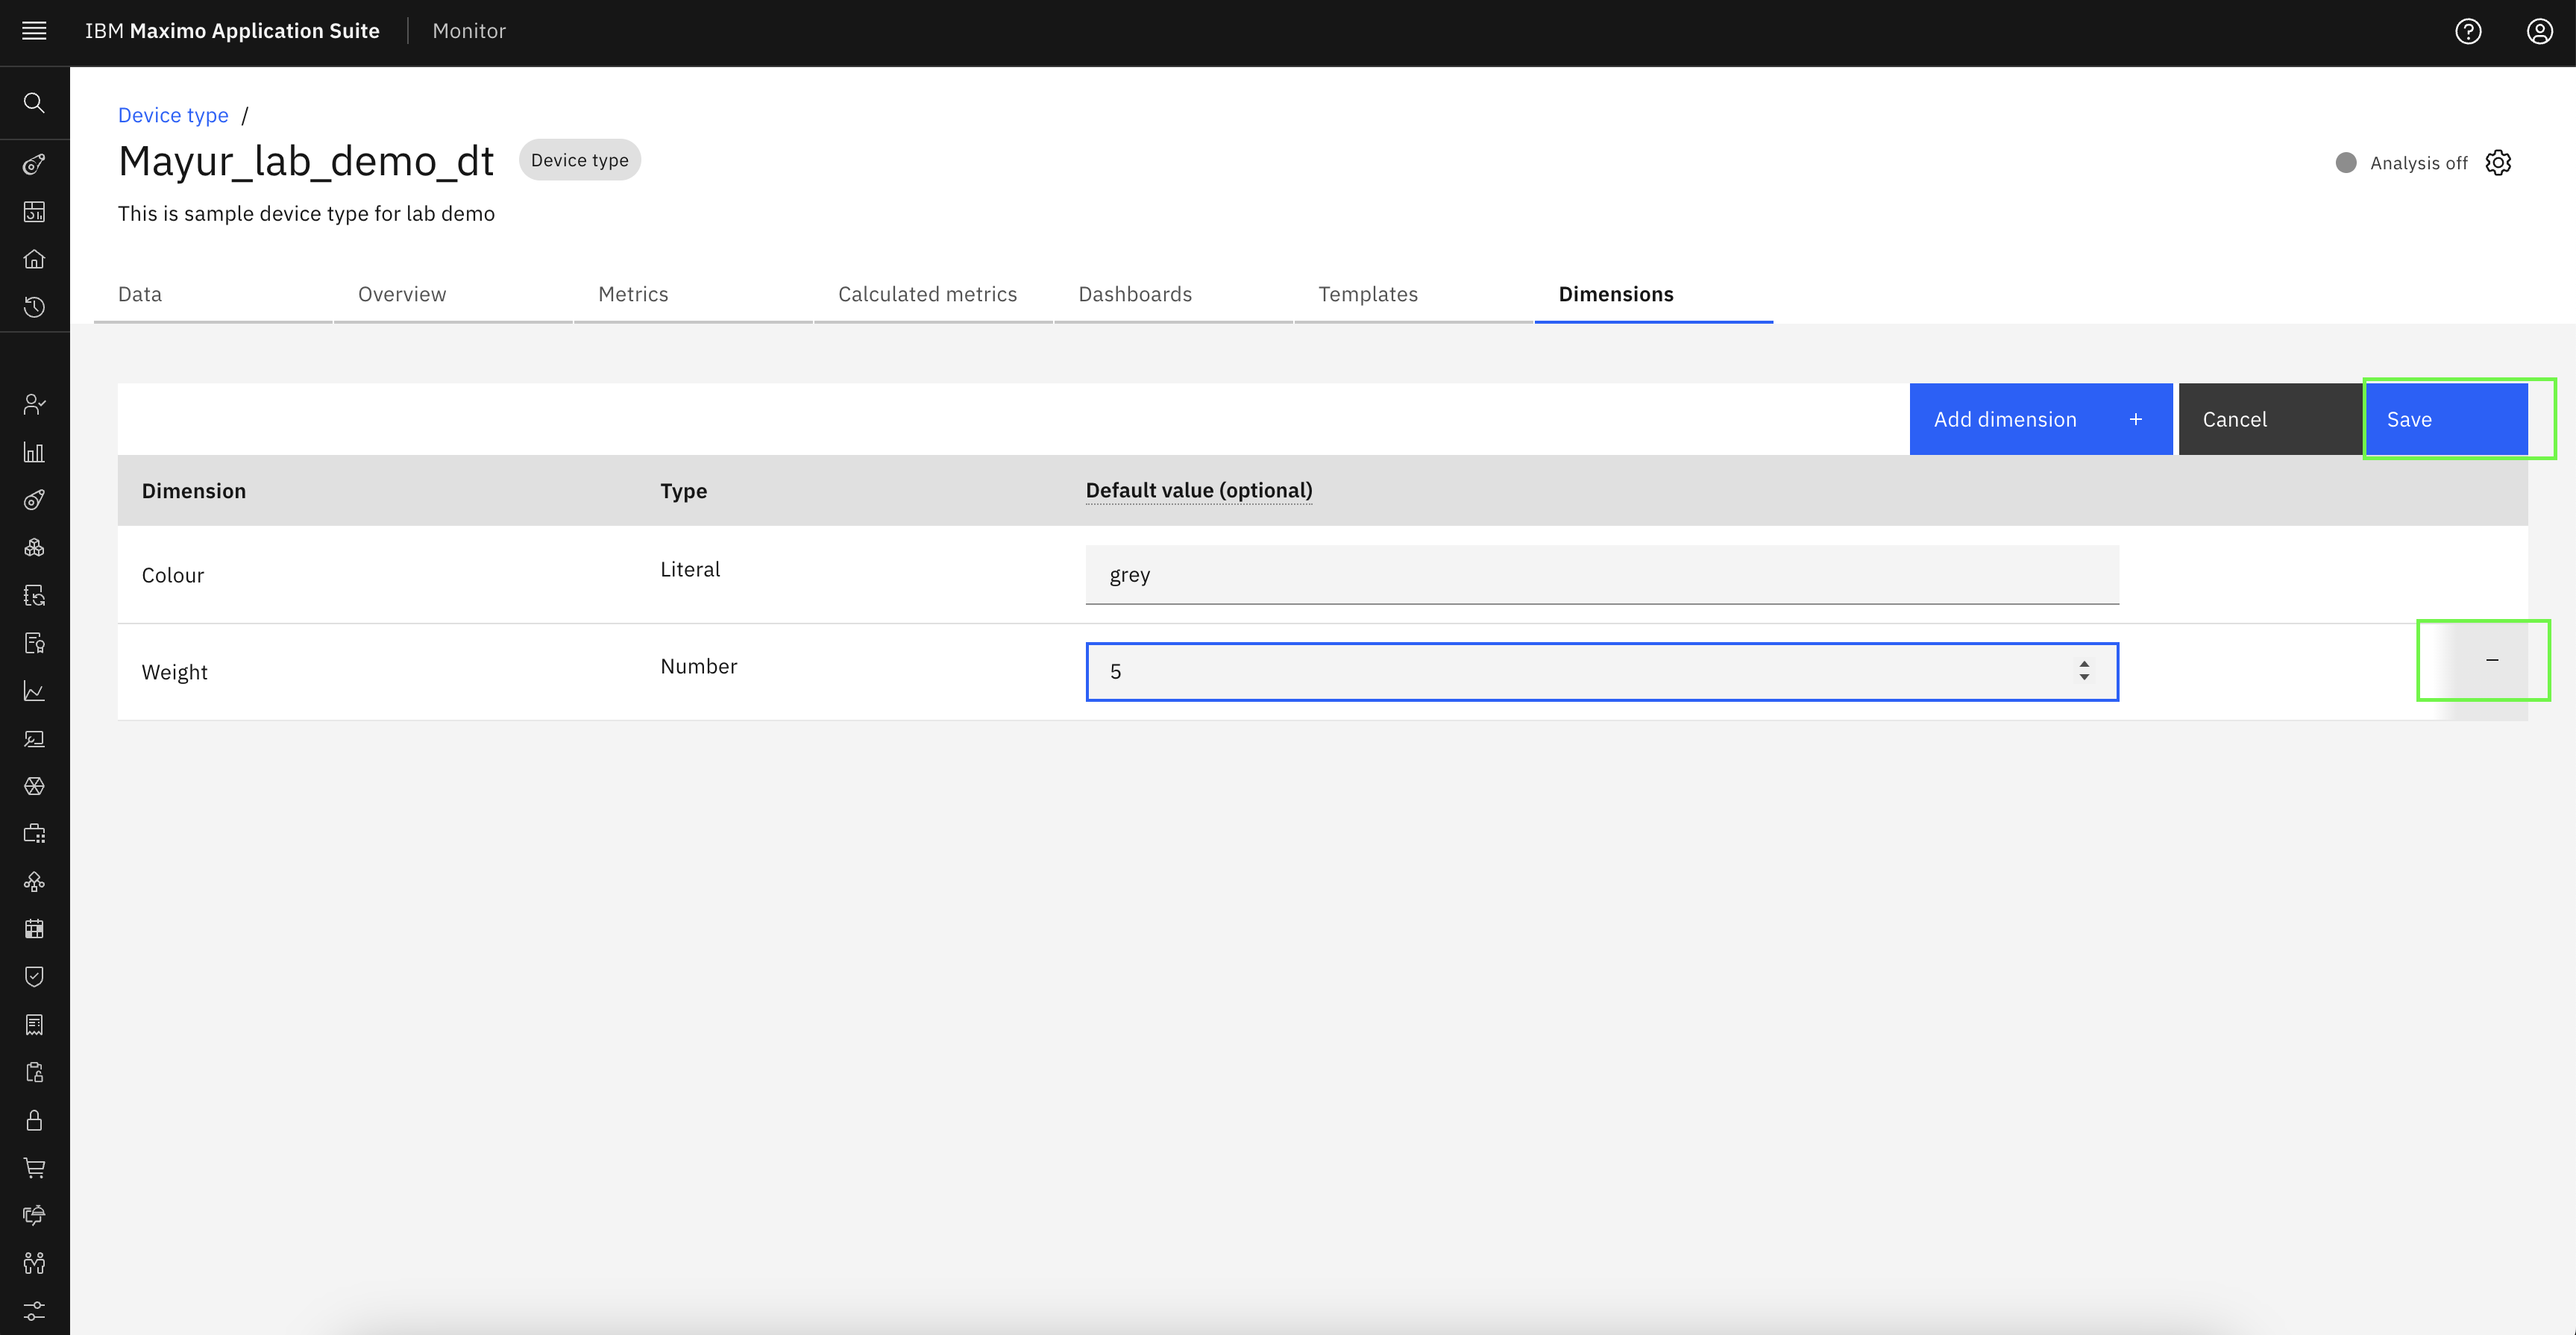 IBM Maximo Application Suite Monitor
Device type /
Mayur_lab_demo_dt Device type
Analysis off
This is sample device type for lab demo
Data Overview Metrics Calculated metrics Dashboards Templates Dimensions
Add dimension + Cancel Save
Dimension Type Default value (optional)
Colour Literal grey
Weight Number 5